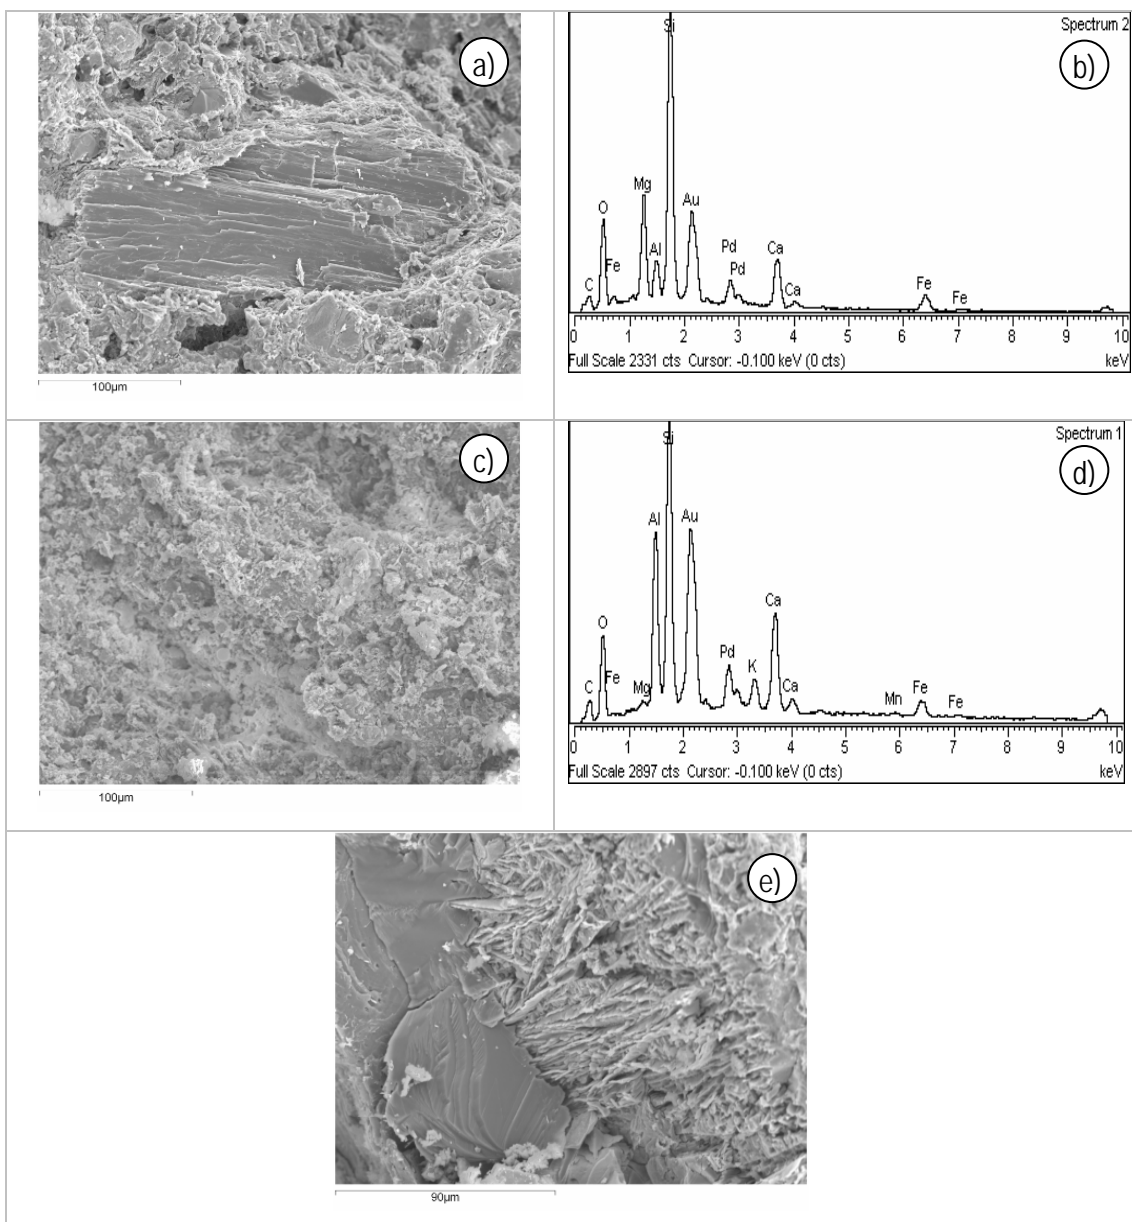 a)
100µm
Spectrum 2
b)
Si
Mg
Au
O
Al
Fe
C
Pd
Pd
Ca
Ca
Fe
Fe
0 1 2 3 4 5 6 7 8 9 10
Full Scale 2331 cts Cursor: -0.100 keV (0 cts) keV
c)
100µm
Spectrum 1
d)
Si
Al
Au
O
Ca
Pd
K
Fe
C
Mg
Ca
Mn
Fe
Fe
0 1 2 3 4 5 6 7 8 9 10
Full Scale 2897 cts Cursor: -0.100 keV (0 cts) keV
e)
90µm